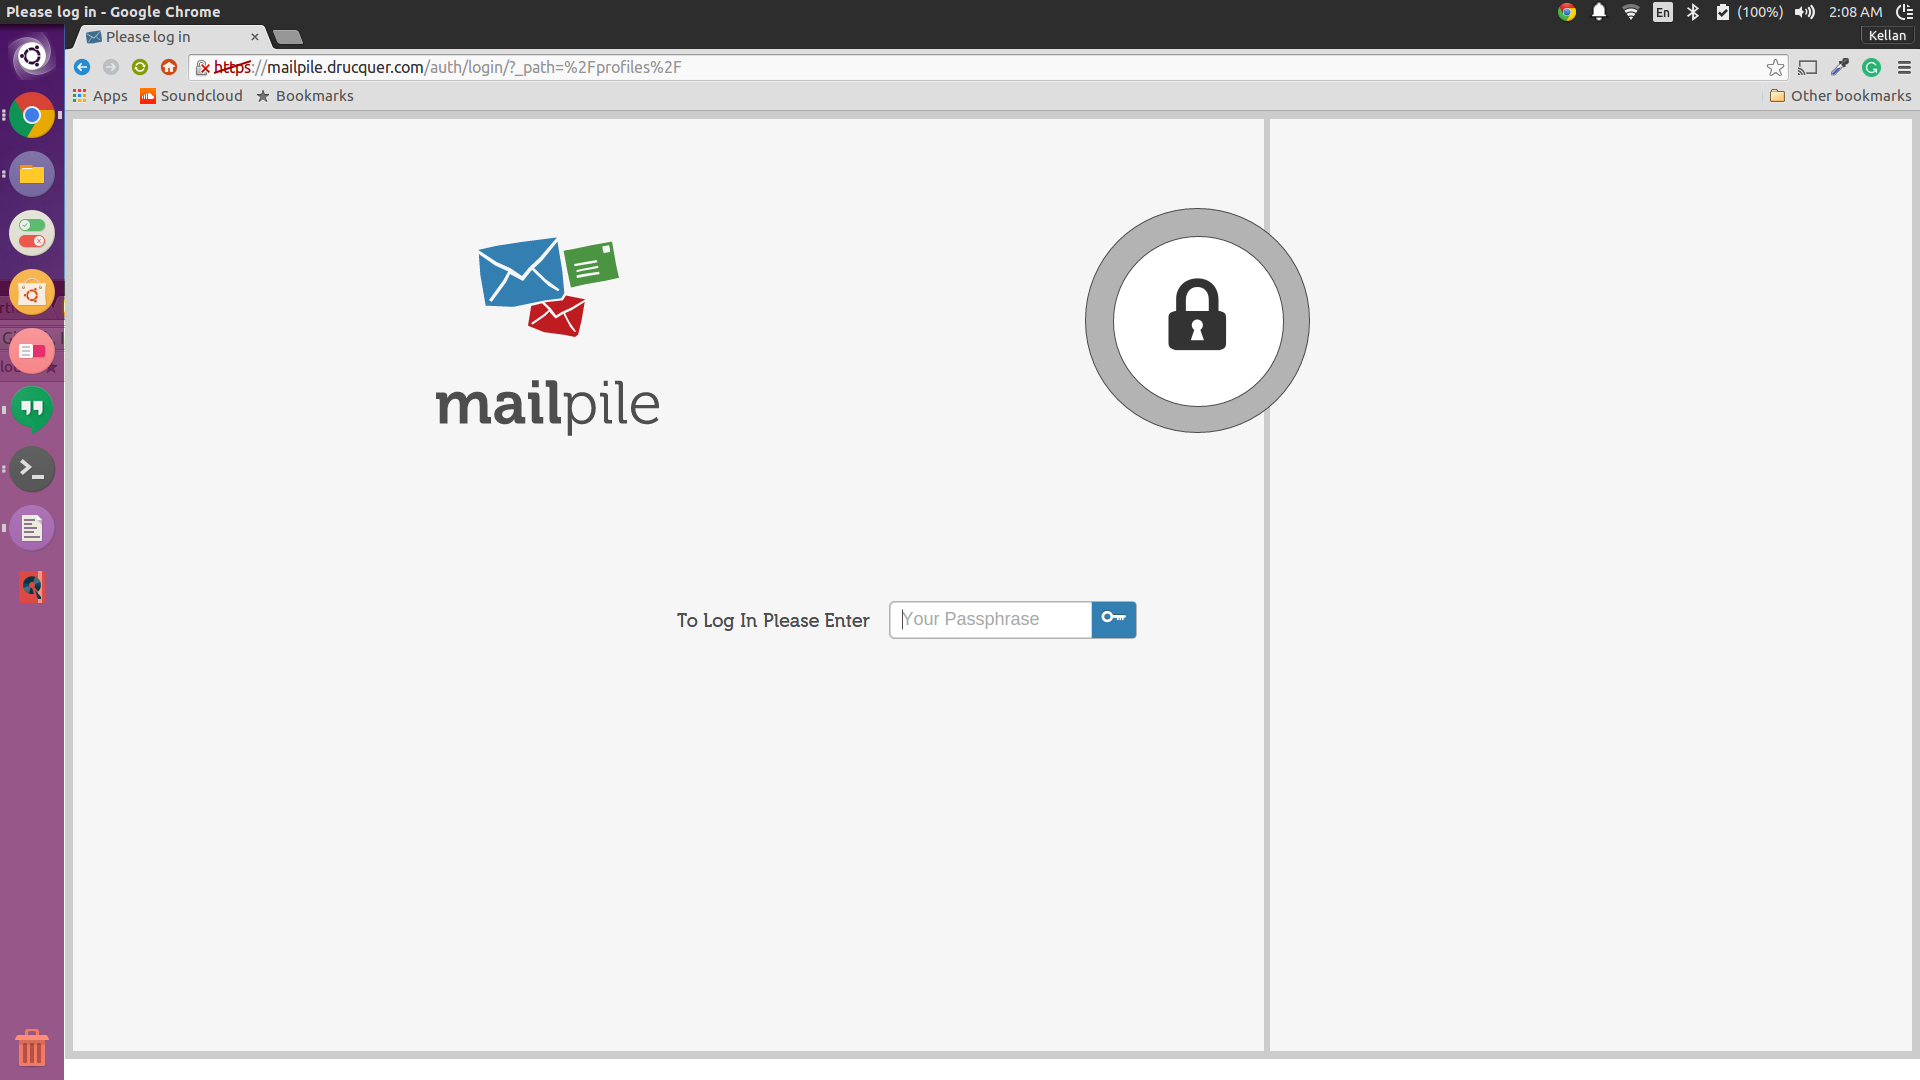 Please log in - Google Chrome
En
(100%)
2:08 AM
Please log in
Kellan
https://mailpile.drucquer.com/auth/login/?_path=%2Fprofiles%2F
Apps
Soundcloud
Bookmarks
Other bookmarks
mailpile
To Log In Please Enter
Your Passphrase